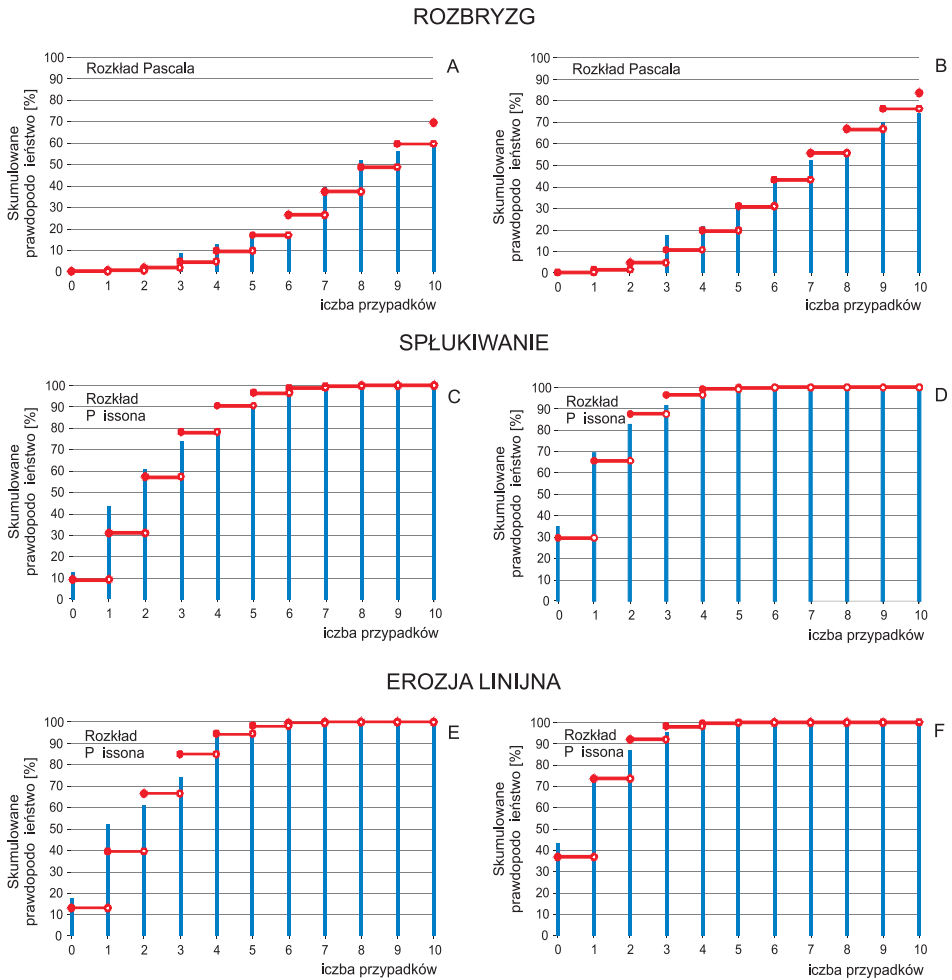 ROZBRYZG
Skumulowane
prawdopodo ieństwo [%]
100
90
80
70
60
50
40
30
20
10
0
Rozkład Pascala
A
0 1 2 3 4 5 6 7 8 9 10
iczba przypadków
Skumulowane
prawdopodo ieństwo [%]
100
90
80
70
60
50
40
30
20
10
0
Rozkład Pascala
B
0 1 2 3 4 5 6 7 8 9 10
iczba przypadków
SPŁUKIWANIE
Skumulowane
prawdopodo ieństwo [%]
100
90
80
70
60
50
40
30
20
10
0
Rozkład
P issona
C
0 1 2 3 4 5 6 7 8 9 10
iczba przypadków
Skumulowane
prawdopodo ieństwo [%]
100
90
80
70
60
50
40
30
20
10
0
Rozkład
P issona
D
0 1 2 3 4 5 6 7 8 9 10
iczba przypadków
EROZJA LINIJNA
Skumulowane
prawdopodo ieństwo [%]
100
90
80
70
60
50
40
30
20
10
0
Rozkład
P issona
E
0 1 2 3 4 5 6 7 8 9 10
iczba przypadków
Skumulowane
prawdopodo ieństwo [%]
100
90
80
70
60
50
40
30
20
10
0
Rozkład
P issona
F
0 1 2 3 4 5 6 7 8 9 10
iczba przypadków